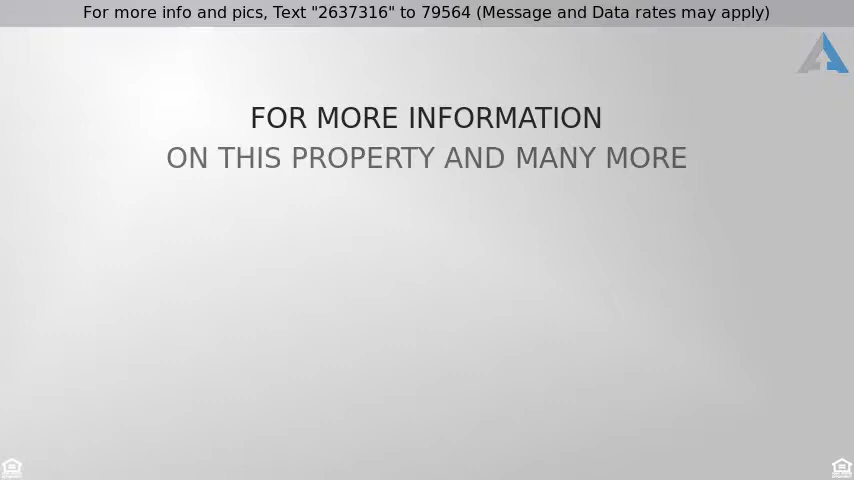 For more info and pics, Text "2637316" to 79564 (Message and Data rates may apply)
FOR MORE INFORMATION
ON THIS PROPERTY AND MANY MORE